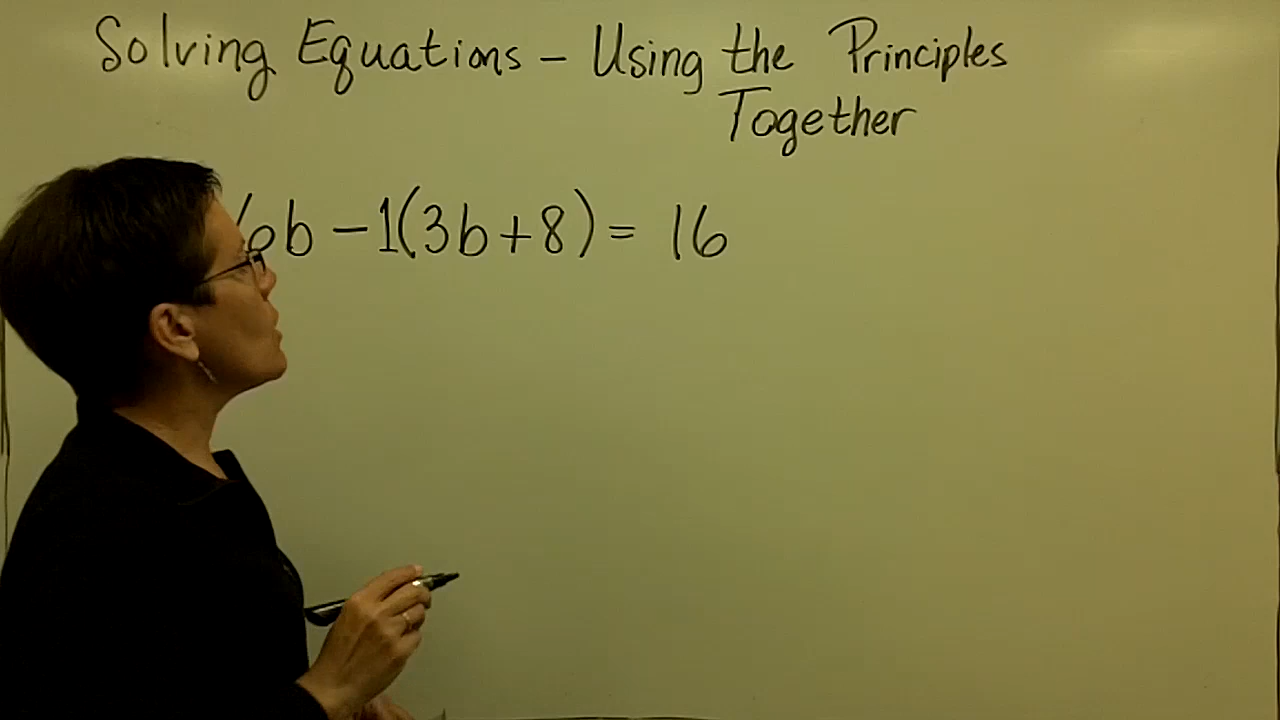 Solving Equations - Using the Principles
Together
6b - 1(3b + 8) = 16